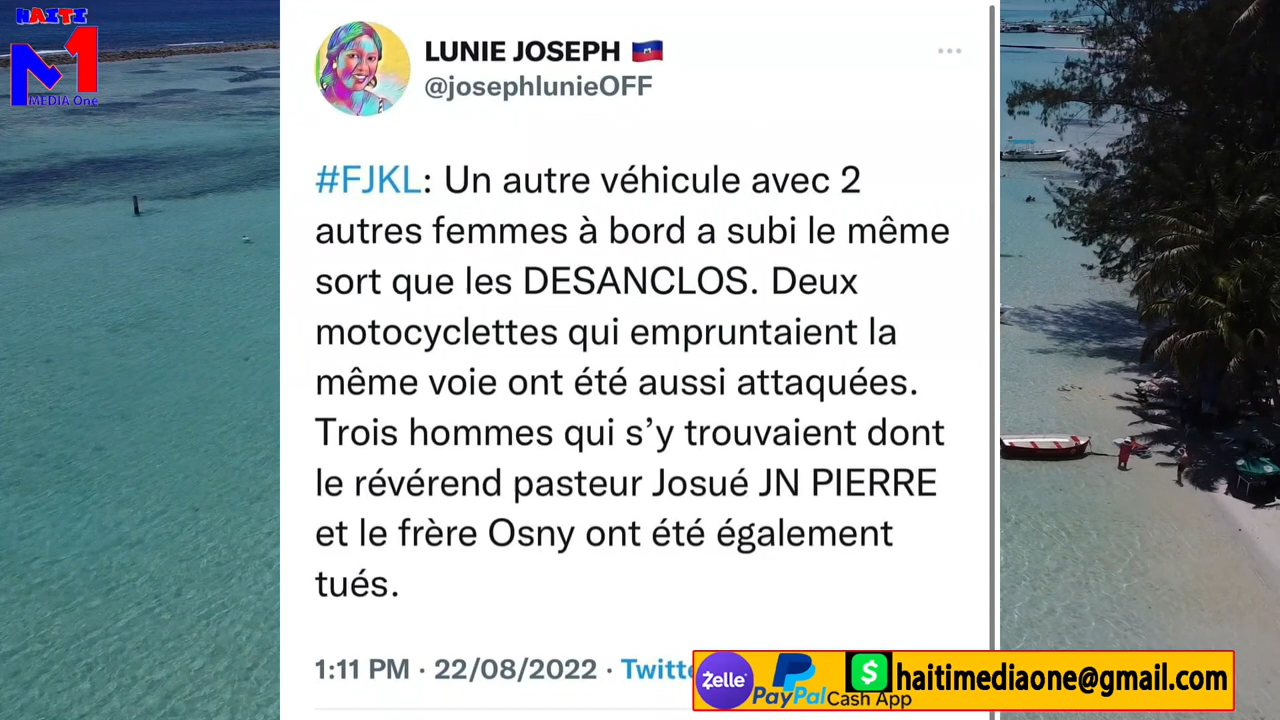 HAITI
M1
MEDIA One
LUNIE JOSEPH
@josephlunieOFF
#FJKL: Un autre véhicule avec 2
autres femmes à bord a subi le même
sort que les DESANCLOS. Deux
motocyclettes qui empruntaient la
même voie ont été aussi attaquées.
Trois hommes qui s’y trouvaient dont
le révérend pasteur Josué JN PIERRE
et le frère Osny ont été également
tués.
1:11 PM · 22/08/2022 · Twitte
Zelle PayPal $ Cash App haitimediaone@gmail.com